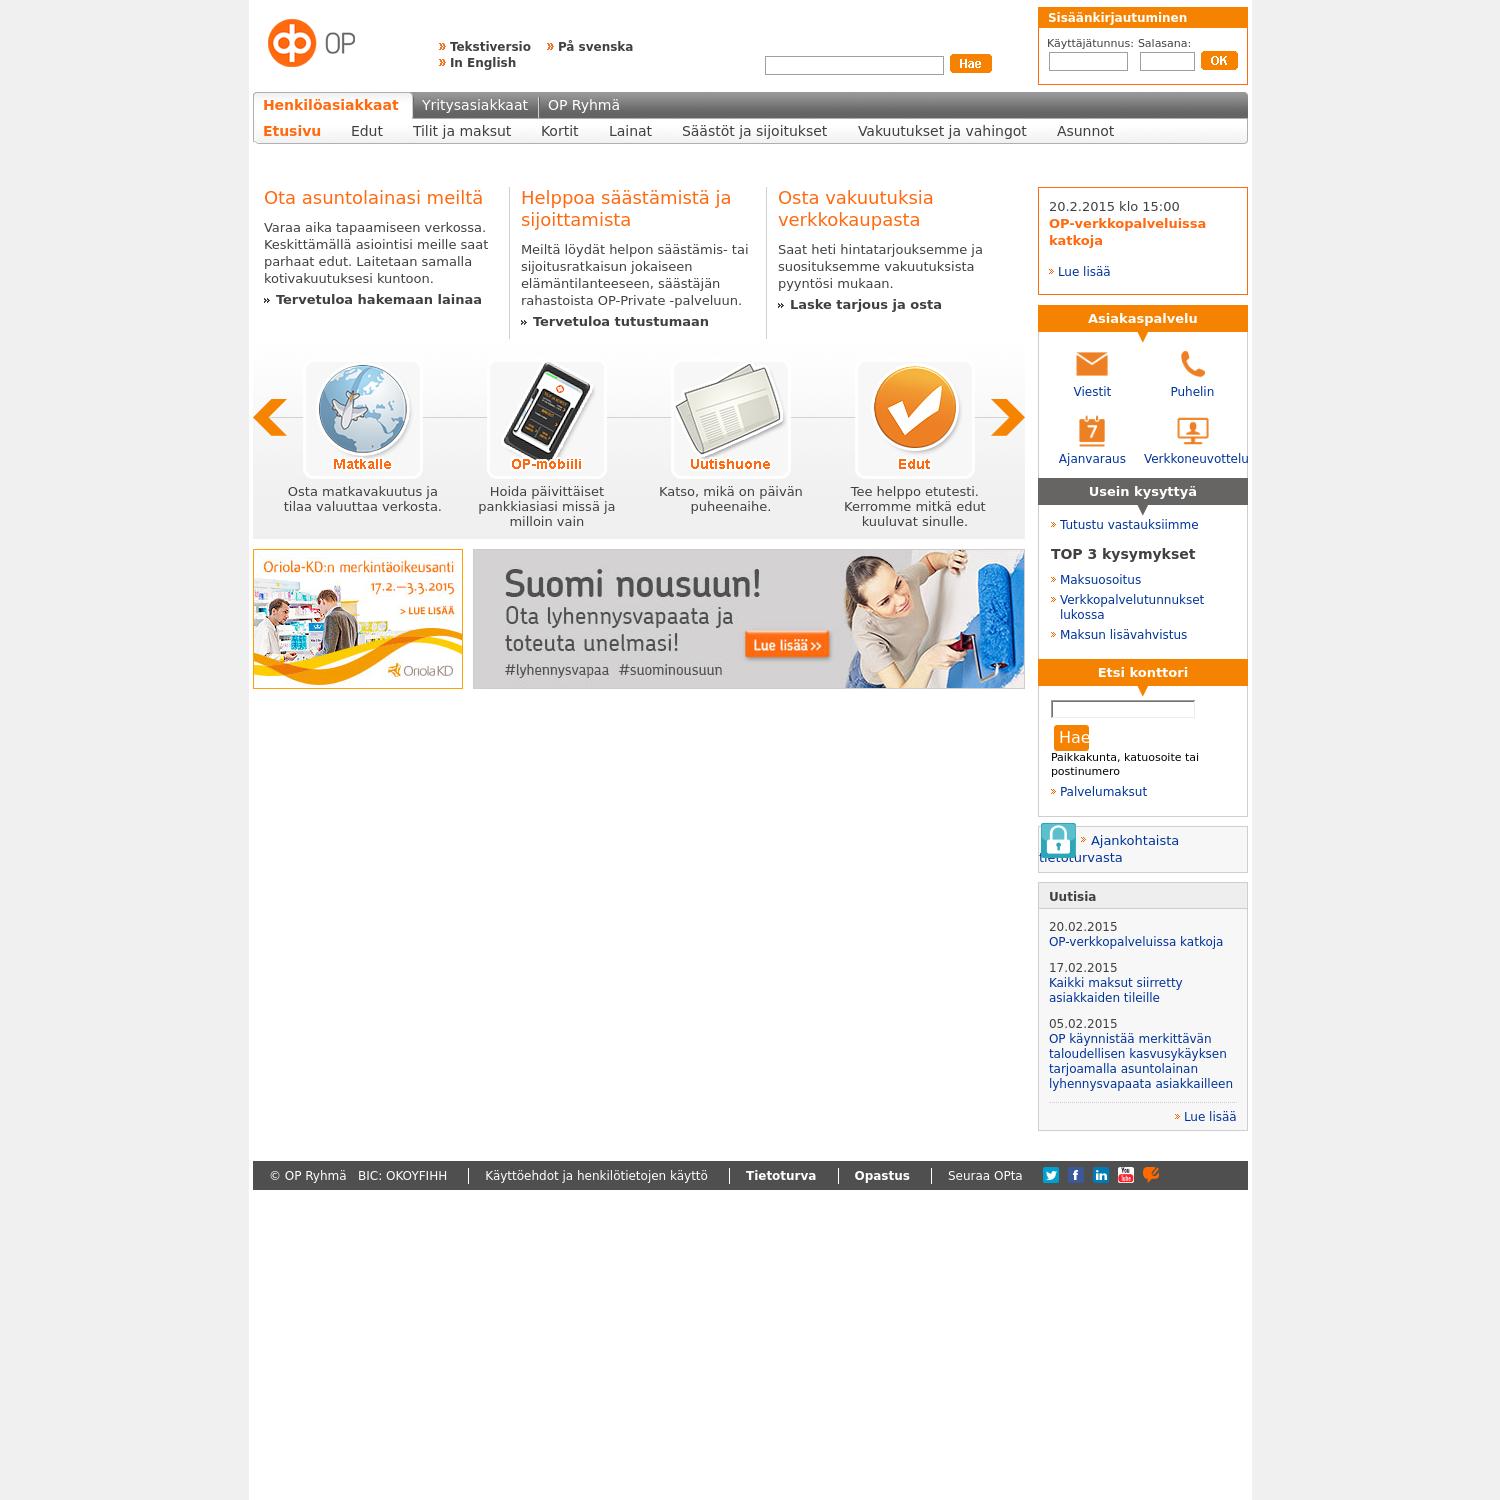 OP
Tekstiversio
På svenska
In English
Hae
Sisäänkirjautuminen
Käyttäjätunnus: Salasana:
OK
Henkilöasiakkaat
Yritysasiakkaat
OP Ryhmä
Etusivu
Edut
Tilit ja maksut
Kortit
Lainat
Säästöt ja sijoitukset
Vakuutukset ja vahingot
Asunnot
Ota asuntolainasi meiltä
Varaa aika tapaamiseen verkossa.
Keskittämällä asiointisi meille saat
parhaat edut. Laitetaan samalla
kotivakuutuksesi kuntoon.
Tervetuloa hakemaan lainaa
Helppoa säästämistä ja
sijoittamista
Meiltä löydät helpon säästämis- tai
sijoitusratkaisun jokaiseen
elämäntilanteeseen, säästäjän
rahastoista OP-Private -palveluun.
Tervetuloa tutustumaan
Osta vakuutuksia
verkkokaupasta
Saat heti hintatarjouksemme ja
suosituksemme vakuutuksista
pyyntösi mukaan.
Laske tarjous ja osta
Matkalle
Osta matkavakuutus ja
tilaa valuuttaa verkosta.
OP-mobiili
Hoida päivittäiset
pankkiasiasi missä ja
milloin vain
Uutishuone
Katso, mikä on päivän
puheenaihe.
Edut
Tee helppo etutesti.
Kerromme mitkä edut
kuuluvat sinulle.
Oriola-KD:n merkintäoikeusanti
17.2.–3.3.2015
> LUE LISÄÄ
OriolaKD
Suomi nousuun!
Ota lyhennysvapaata ja
toteuta unelmasi!
Lue lisää >>
#lyhennysvapaa #suominousuun
20.2.2015 klo 15:00
OP-verkkopalveluissa
katkoja
Lue lisää
Asiakaspalvelu
Viestit
Puhelin
7
Ajanvaraus
Verkkoneuvottelu
Usein kysyttyä
Tutustu vastauksiimme
TOP 3 kysymykset
Maksuosoitus
Verkkopalvelutunnukset
lukossa
Maksun lisävahvistus
Etsi konttori
Hae
Paikkakunta, katuosoite tai
postinumero
Palvelumaksut
Ajankohtaista
tietoturvasta
Uutisia
20.02.2015
OP-verkkopalveluissa katkoja
17.02.2015
Kaikki maksut siirretty
asiakkaiden tileille
05.02.2015
OP käynnistää merkittävän
taloudellisen kasvusykäyksen
tarjoamalla asuntolainan
lyhennysvapaata asiakkailleen
Lue lisää
© OP Ryhmä BIC: OKOYFIHH
Käyttöehdot ja henkilötietojen käyttö
Tietoturva
Opastus
Seuraa OPta
f
in
You
Tube